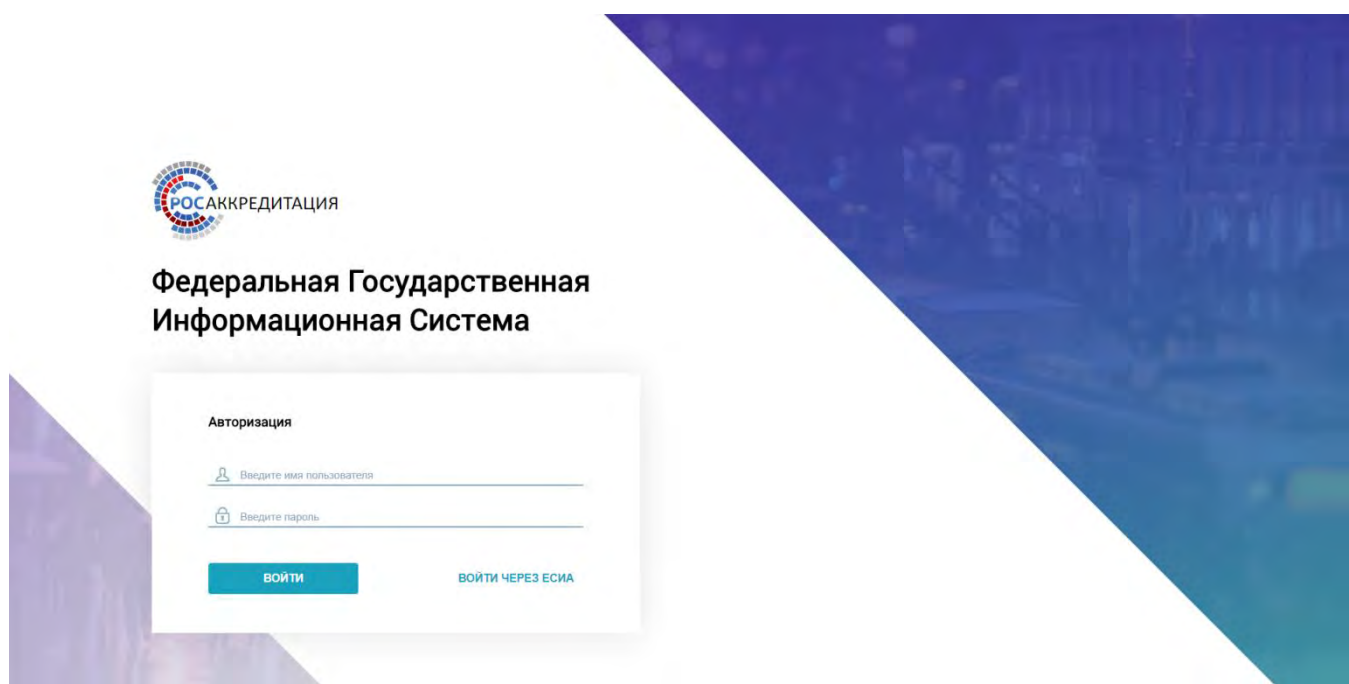 РОСАККРЕДИТАЦИЯ
Федеральная Государственная
Информационная Система
Авторизация
Введите имя пользователя
Введите пароль
ВОЙТИ
ВОЙТИ ЧЕРЕЗ ЕСИА